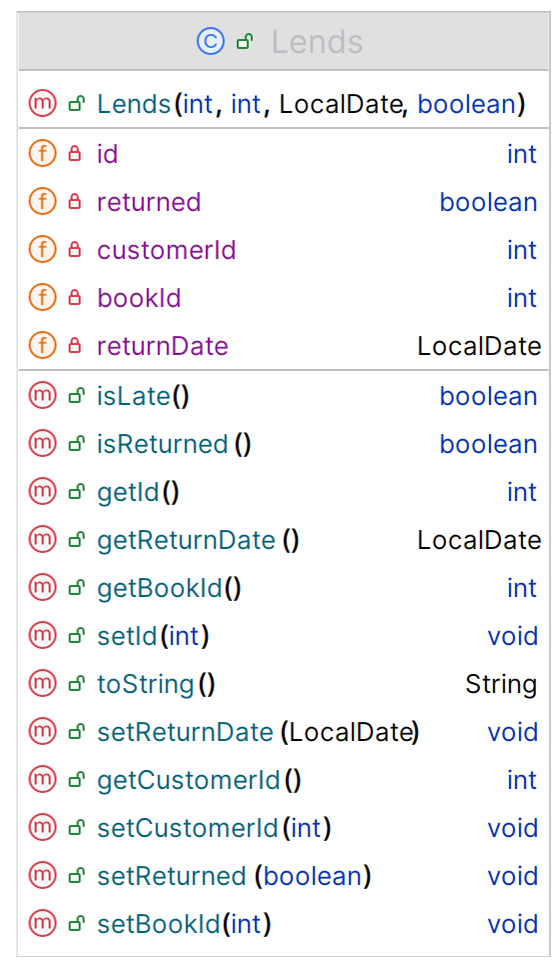 Lends
Lends(int, int, LocalDate, boolean)
id int
returned boolean
customerId int
bookId int
returnDate LocalDate
isLate() boolean
isReturned() boolean
getId() int
getReturnDate() LocalDate
getBookId() int
setId(int) void
toString() String
setReturnDate(LocalDate) void
getCustomerId() int
setCustomerId(int) void
setReturned(boolean) void
setBookId(int) void